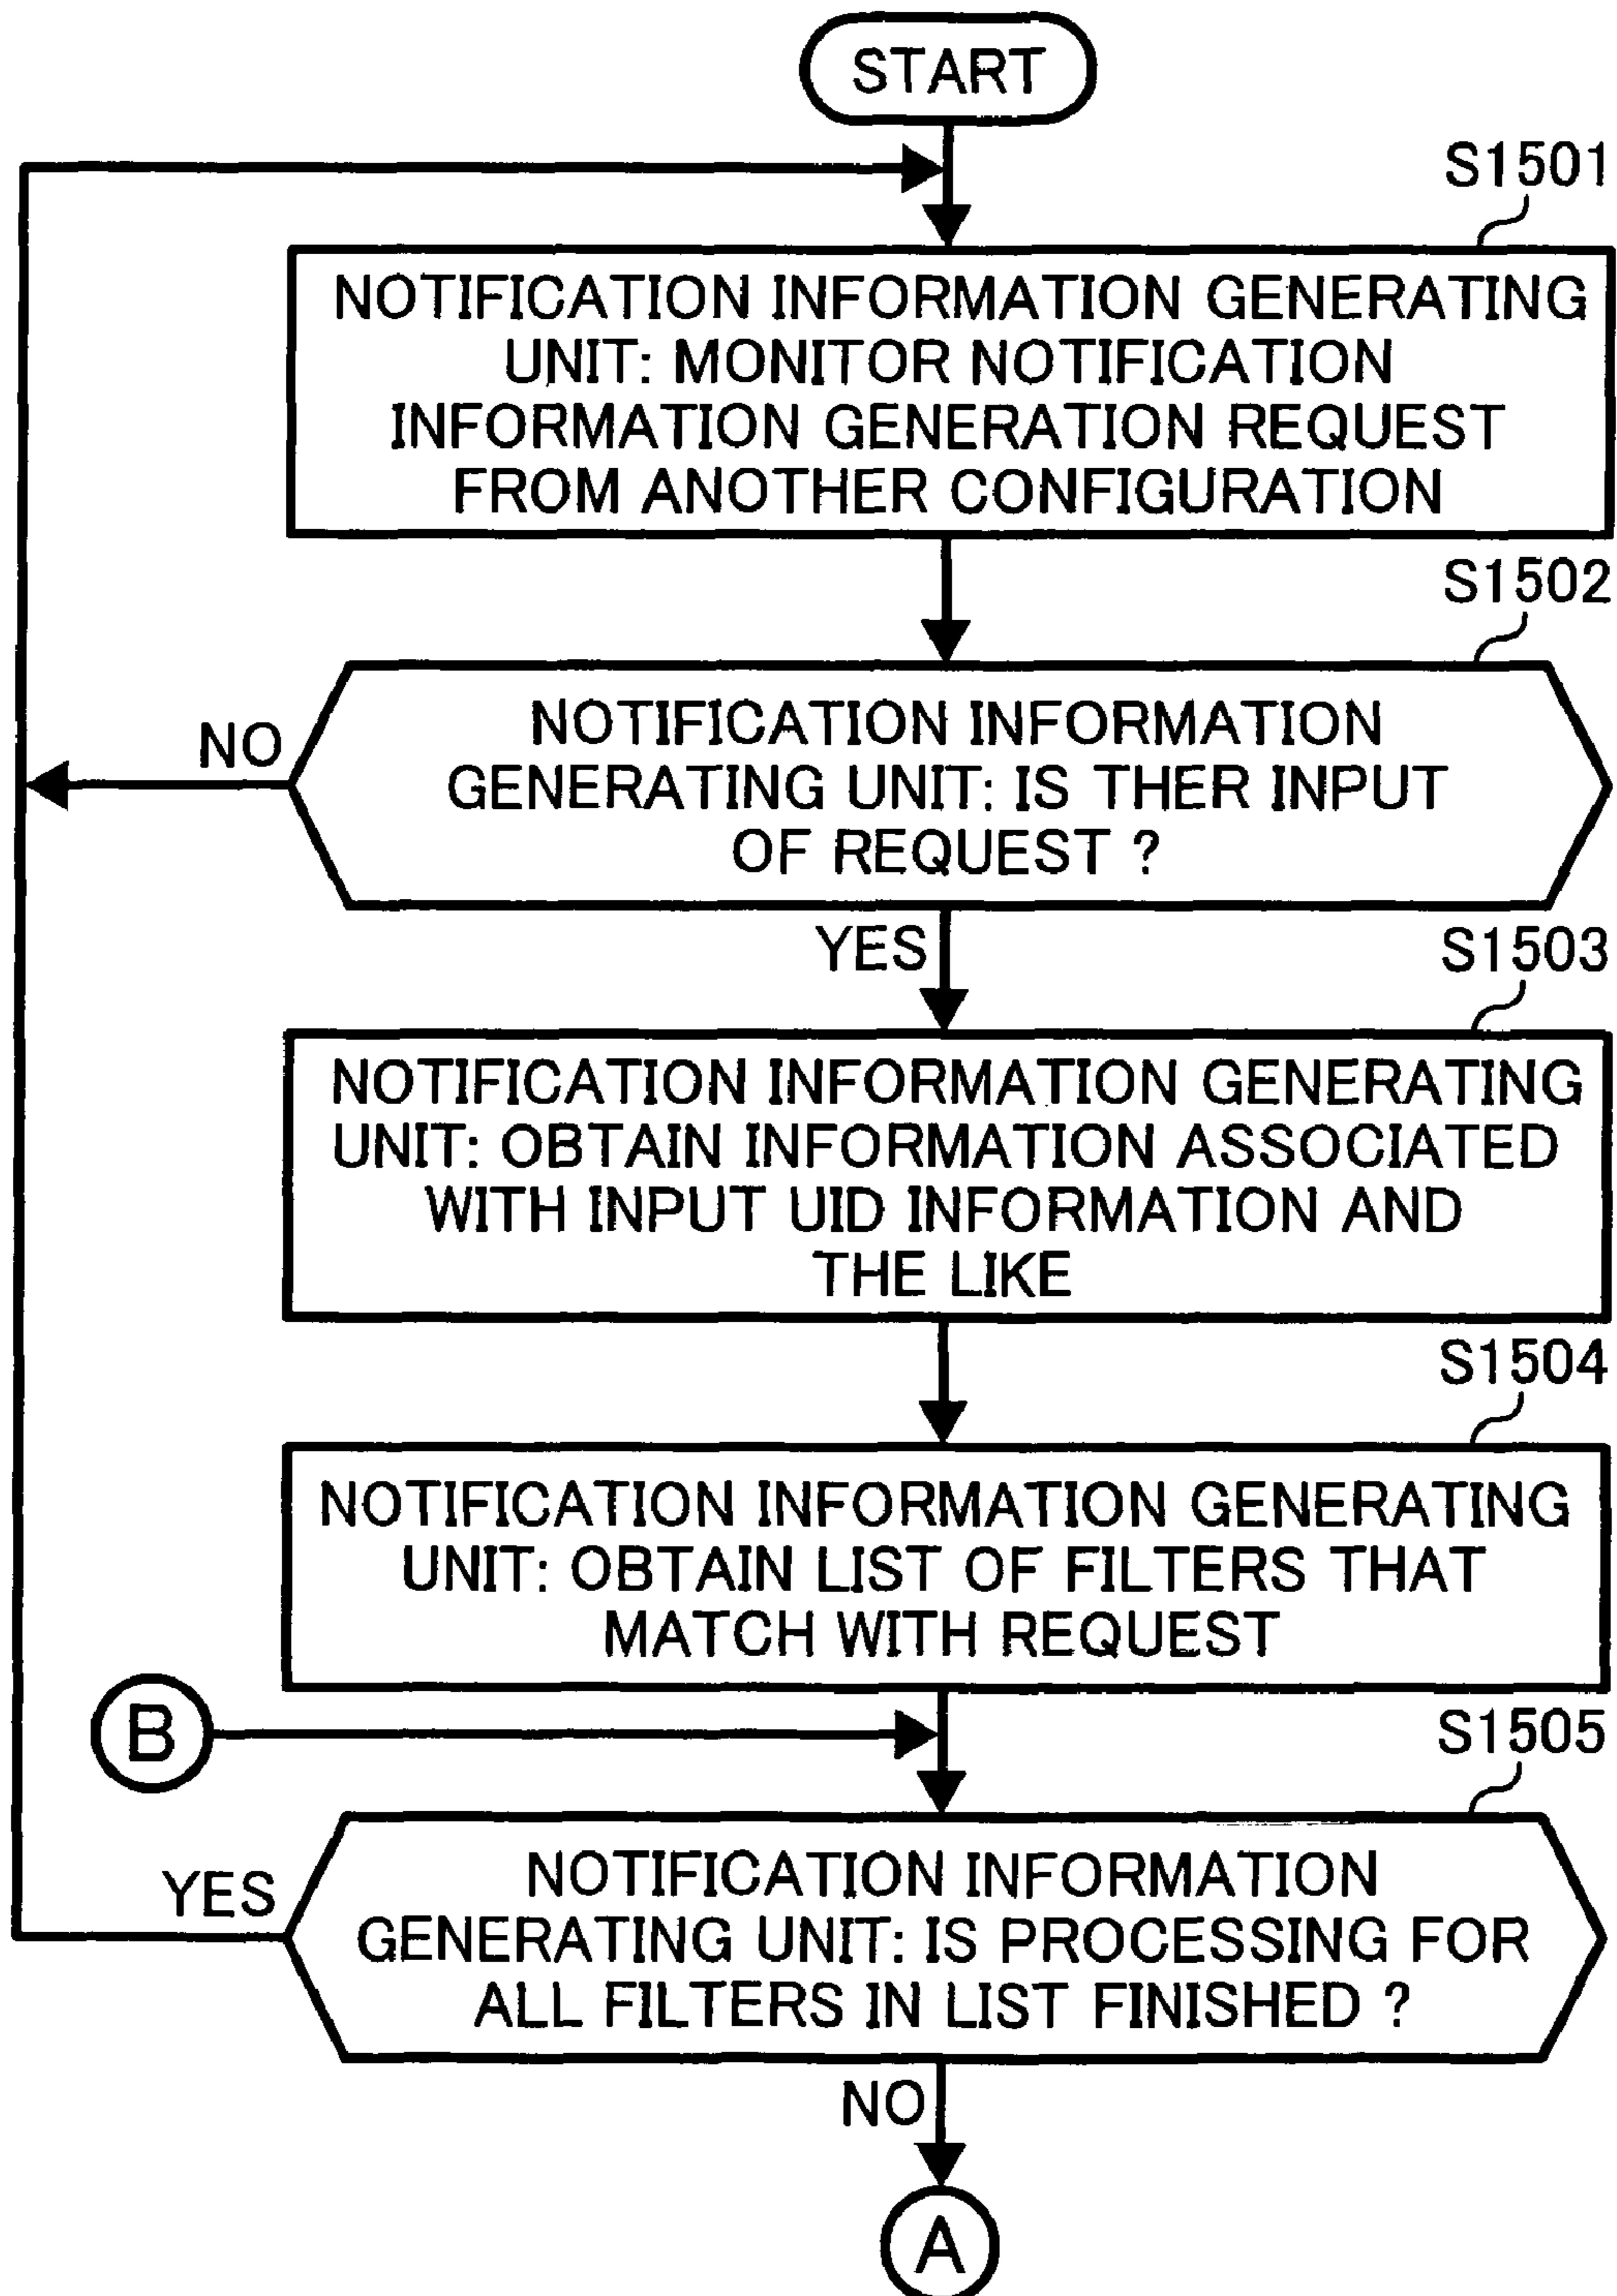 START
S1501
NOTIFICATION INFORMATION GENERATING
UNIT: MONITOR NOTIFICATION
INFORMATION GENERATION REQUEST
FROM ANOTHER CONFIGURATION
S1502
NOTIFICATION INFORMATION
GENERATING UNIT: IS THER INPUT
OF REQUEST ?
NO
YES
S1503
NOTIFICATION INFORMATION GENERATING
UNIT: OBTAIN INFORMATION ASSOCIATED
WITH INPUT UID INFORMATION AND
THE LIKE
S1504
NOTIFICATION INFORMATION GENERATING
UNIT: OBTAIN LIST OF FILTERS THAT
MATCH WITH REQUEST
B
S1505
NOTIFICATION INFORMATION
GENERATING UNIT: IS PROCESSING FOR
ALL FILTERS IN LIST FINISHED ?
YES
NO
A